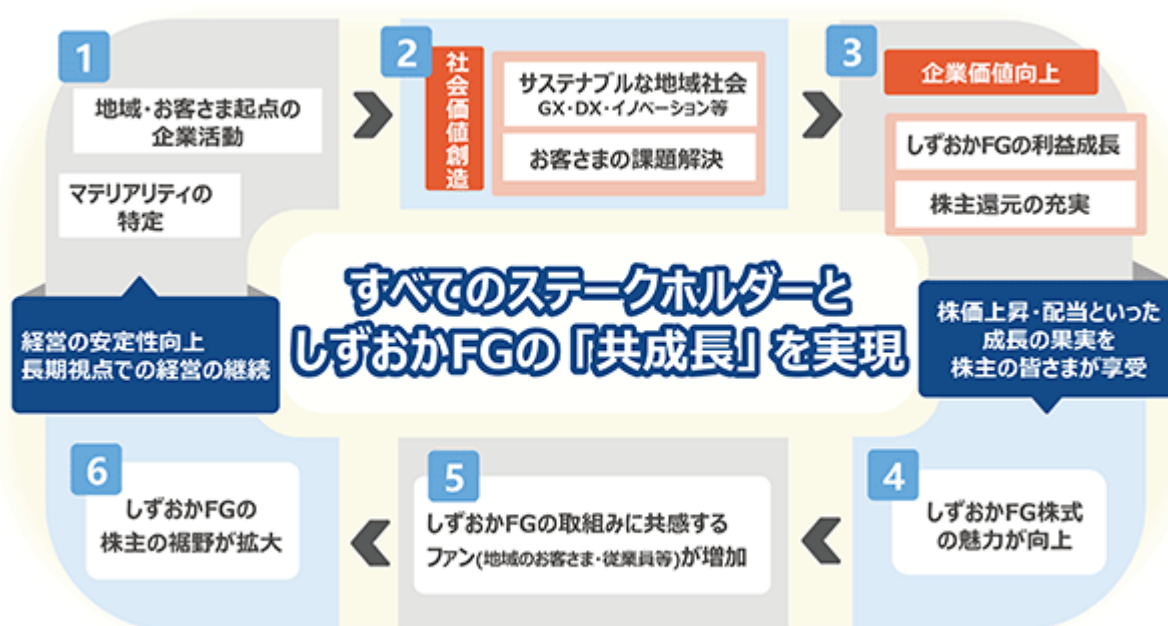 1
地域・お客さま起点の
企業活動
マテリアリティの
特定
2
社会価値創造
サステナブルな地域社会
GX・DX・イノベーション等
お客さまの課題解決
3
企業価値向上
しずおかFGの利益成長
株主還元の充実
すべてのステークホルダーと
しずおかFGの「共成長」を実現
株価上昇・配当といった
成長の果実を
株主の皆さまが享受
4
しずおかFG株式
の魅力が向上
5
しずおかFGの取組みに共感する
ファン(地域のお客さま・従業員等)が増加
6
しずおかFGの
株主の裾野が拡大
経営の安定性向上
長期視点での経営の継続